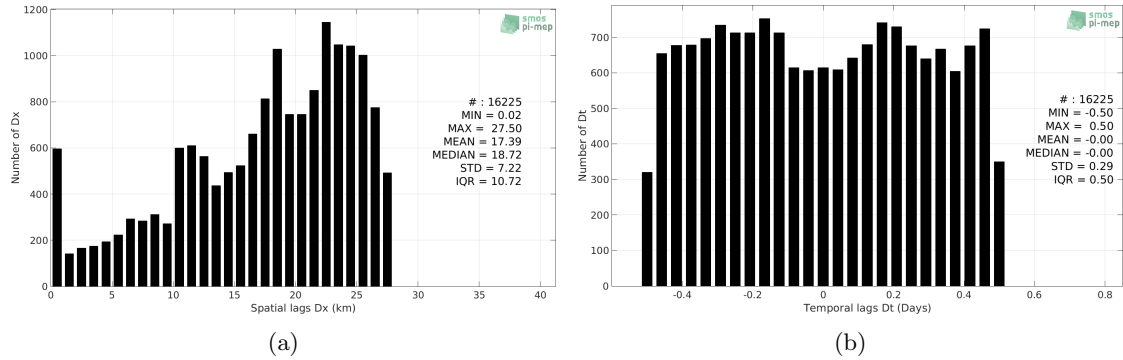 1200
1000
800
600
400
200
0
Number of Dx
smos
pi-mep
# : 16225
MIN = 0.02
MAX = 27.50
MEAN = 17.39
MEDIAN = 18.72
STD = 7.22
IQR = 10.72
0 5 10 15 20 25 30 35 40
Spatial lags Dx (km)
(a)
700
600
500
400
300
200
100
0
Number of Dt
smos
pi-mep
# : 16225
MIN = -0.50
MAX = 0.50
MEAN = -0.00
MEDIAN = -0.00
STD = 0.29
IQR = 0.50
-0.4 -0.2 0 0.2 0.4 0.6 0.8
Temporal lags Dt (Days)
(b)